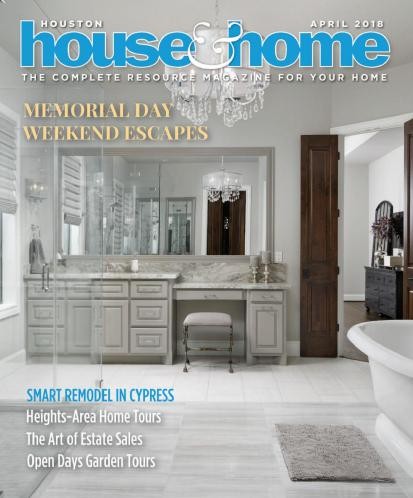 HOUSTON
APRIL 2018
house&home
THE COMPLETE RESOURCE MAGAZINE FOR YOUR HOME
MEMORIAL DAY
WEEKEND ESCAPES
SMART REMODEL IN CYPRESS
Heights-Area Home Tours
The Art of Estate Sales
Open Days Garden Tours